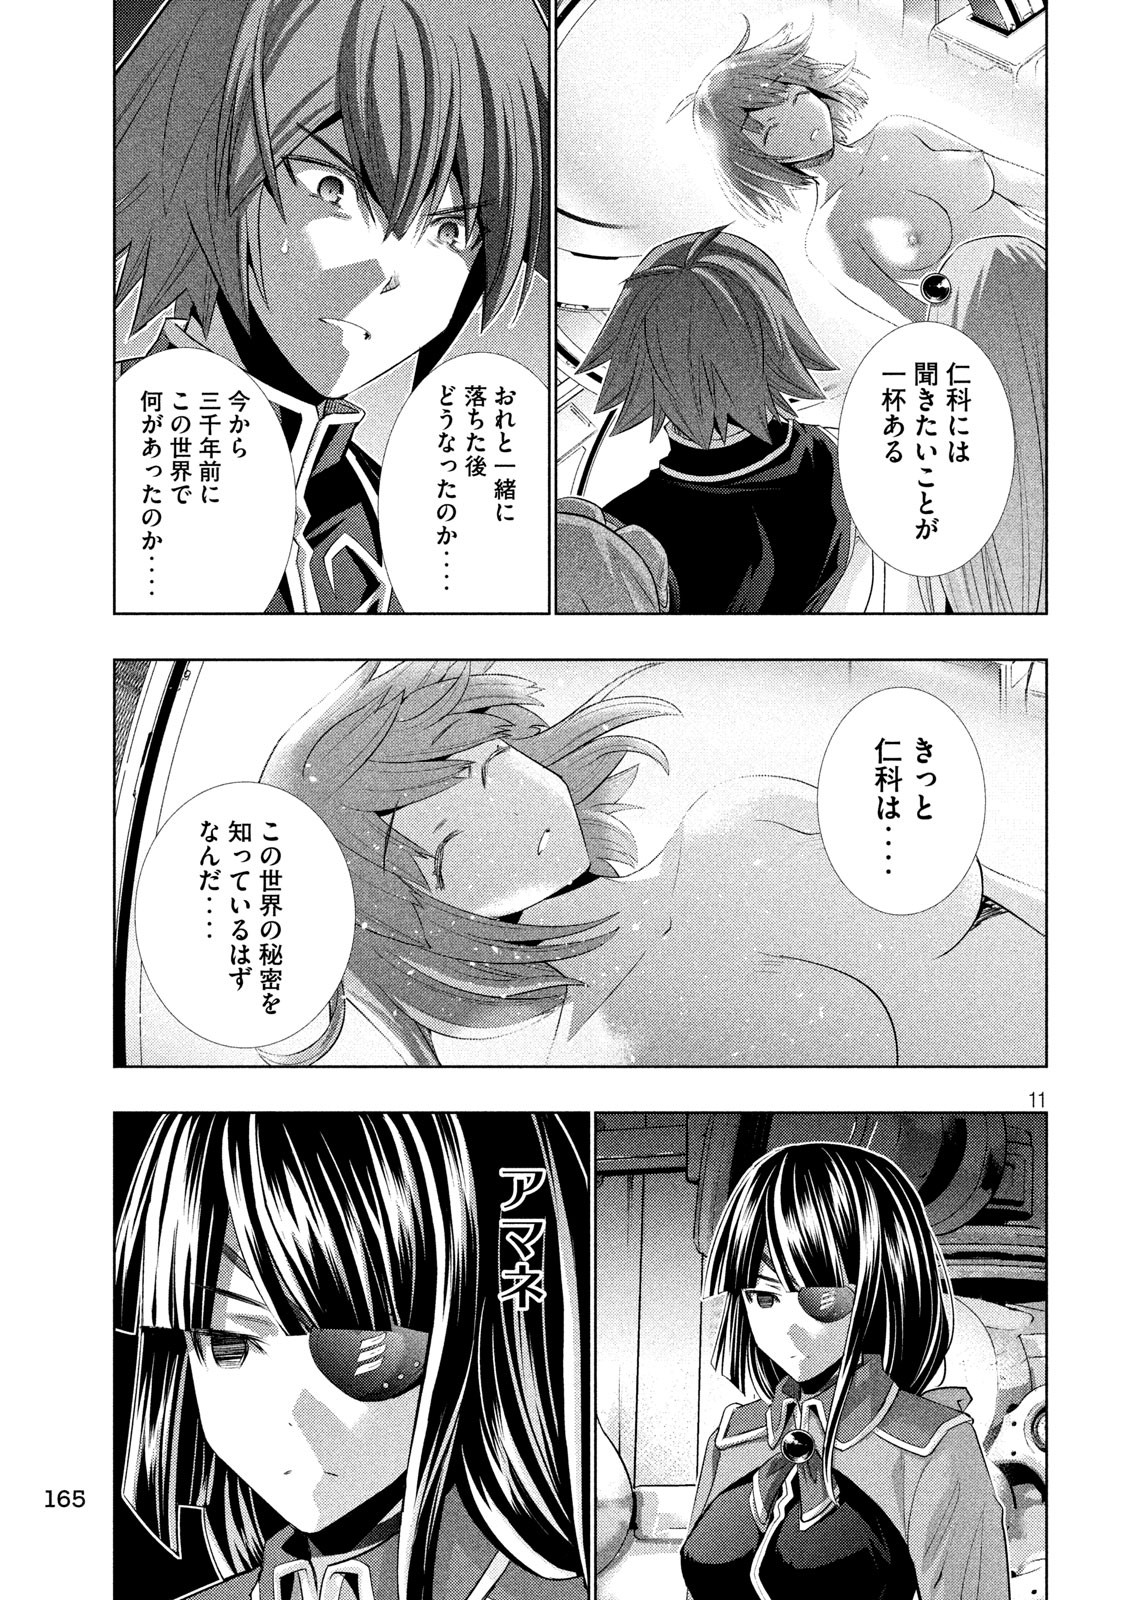 仁科には
聞きたいことが
一杯ある
おれと一緒に
落ちた後
どうなったのか‥‥
今から
三千年前に
この世界で
何があったのか‥‥
きっと
仁科は‥‥
この世界の秘密を
知っているはず
なんだ‥‥
11
アマネ
165